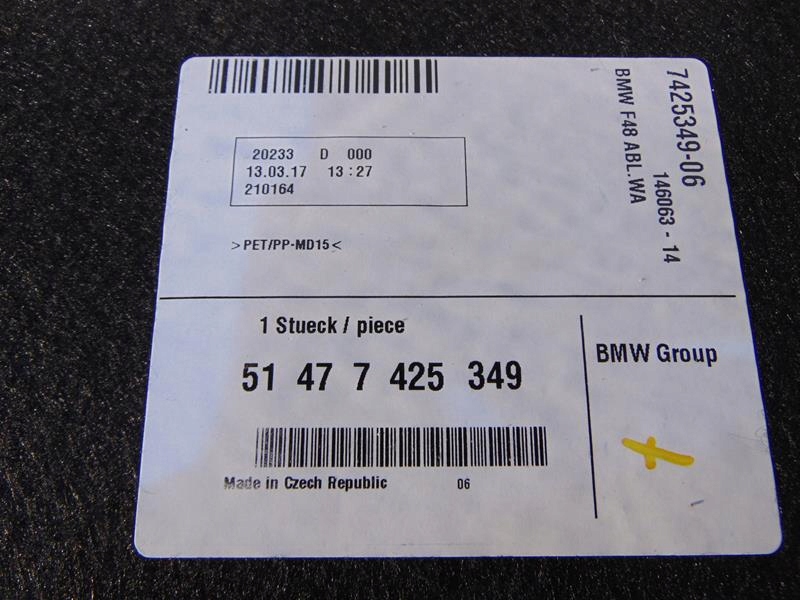 20233 D 000
13.03.17 13:27
210164
>PET/PP-MD15<
7425349-06
146063 - 14
BMW F48 ABL.WA
1 Stueck / piece
51 47 7 425 349
Made in Czech Republic 06
BMW Group